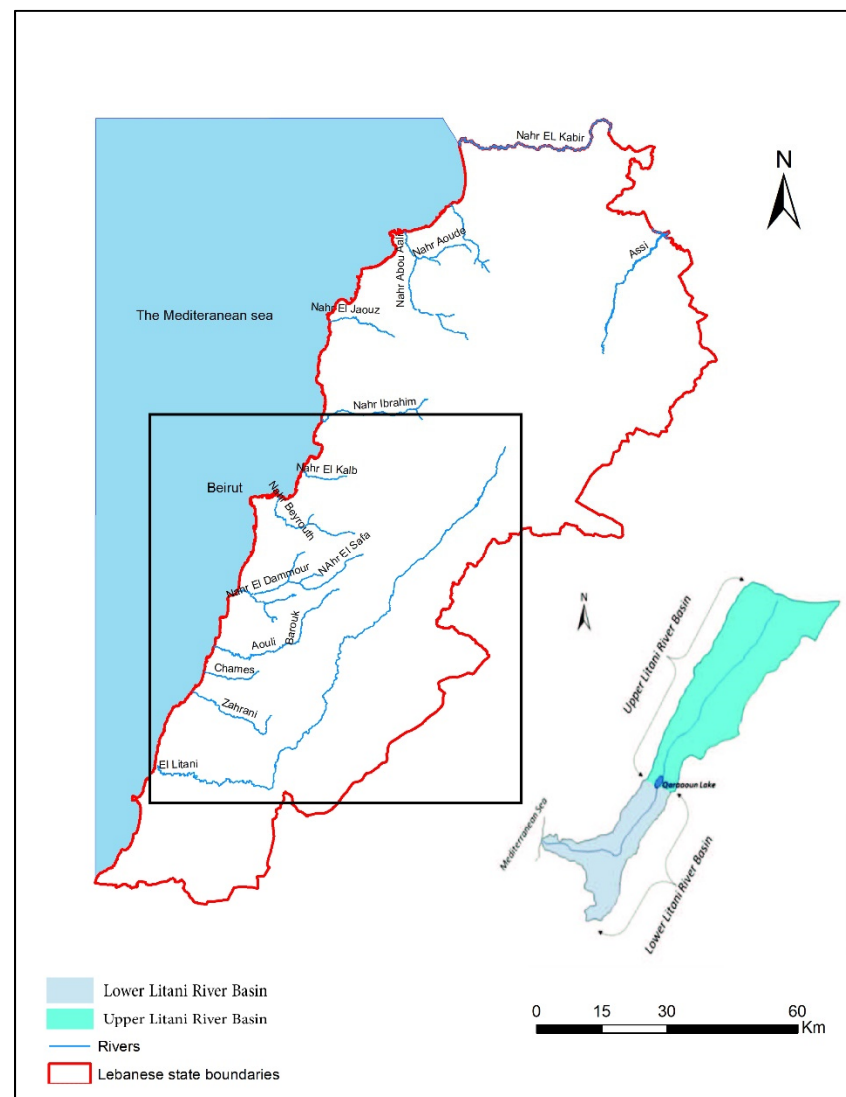 Nahr EL Kabir
N
Nahr Aoude
Nahr Abou Aali
Assi
Nahr El Jaouz
The Mediteranean sea
Nahr Ibrahim
Nahr El Kalb
Beirut
Nahr Beyrouth
NAhr El Safa
Nahr El Dammour
Barouk
Aouli
Chames
Zahrani
El Litani
N
Upper Litani River Basin
Qaraaoun Lake
Mediterranean Sea
Lower Litani River Basin
Lower Litani River Basin
Upper Litani River Basin
Rivers
Lebanese state boundaries
0 15 30 60
Km